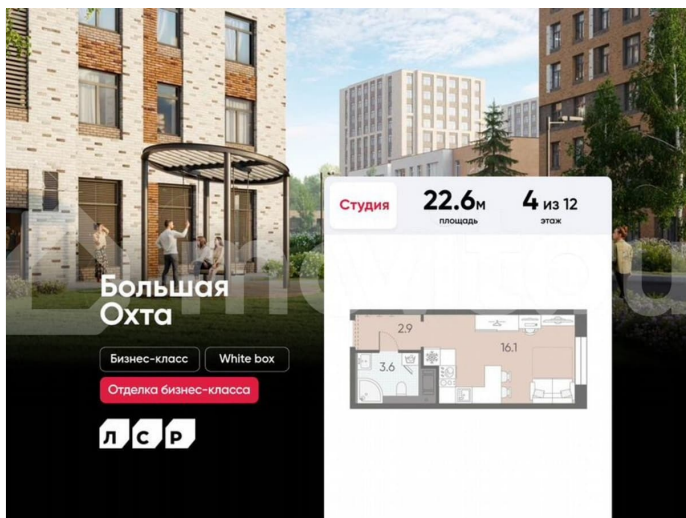 Студия
22.6м
площадь
4 из 12
этаж
Большая
Охта
Бизнес-класс
White box
Отделка бизнес-класса
ЛСР
2.9
16.1
3.6